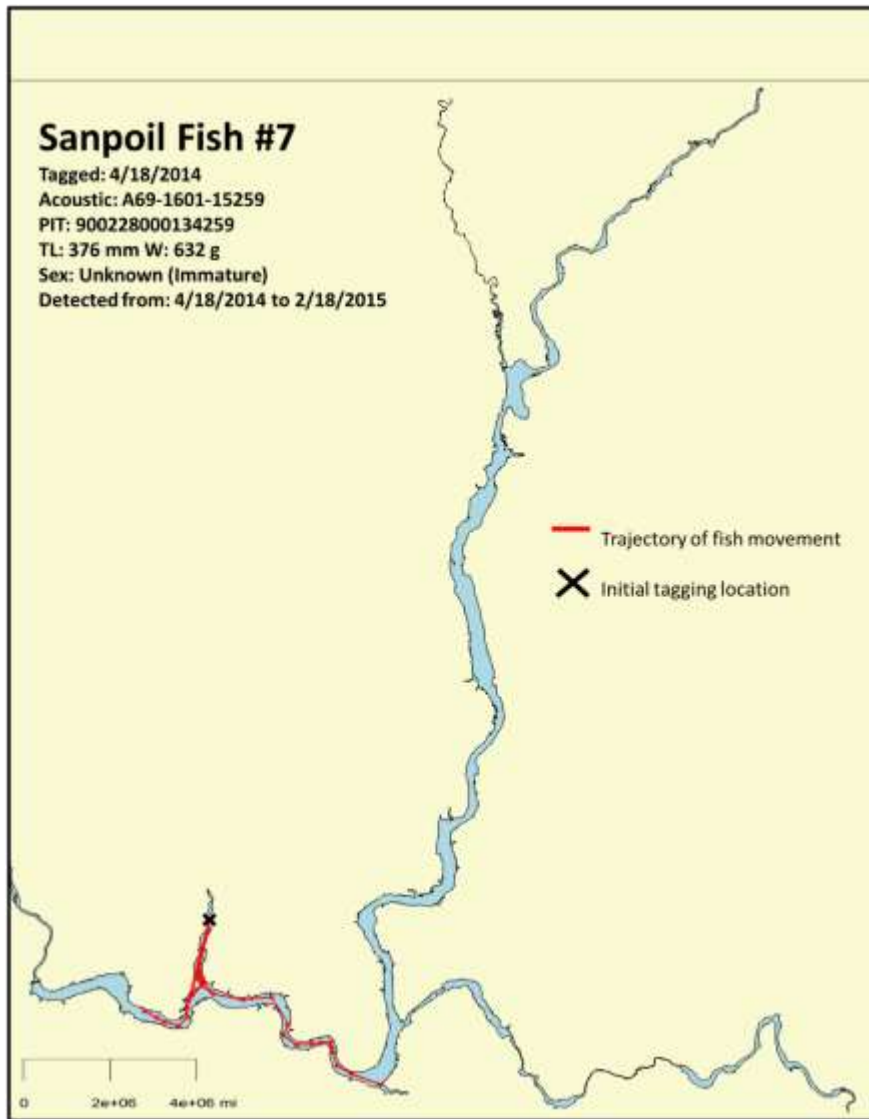 Sanpoil Fish #7
Tagged: 4/18/2014
Acoustic: A69-1601-15259
PIT: 900228000134259
TL: 376 mm W: 632 g
Sex: Unknown (Immature)
Detected from: 4/18/2014 to 2/18/2015
Trajectory of fish movement
Initial tagging location
0 2e+06 4e+06 mi